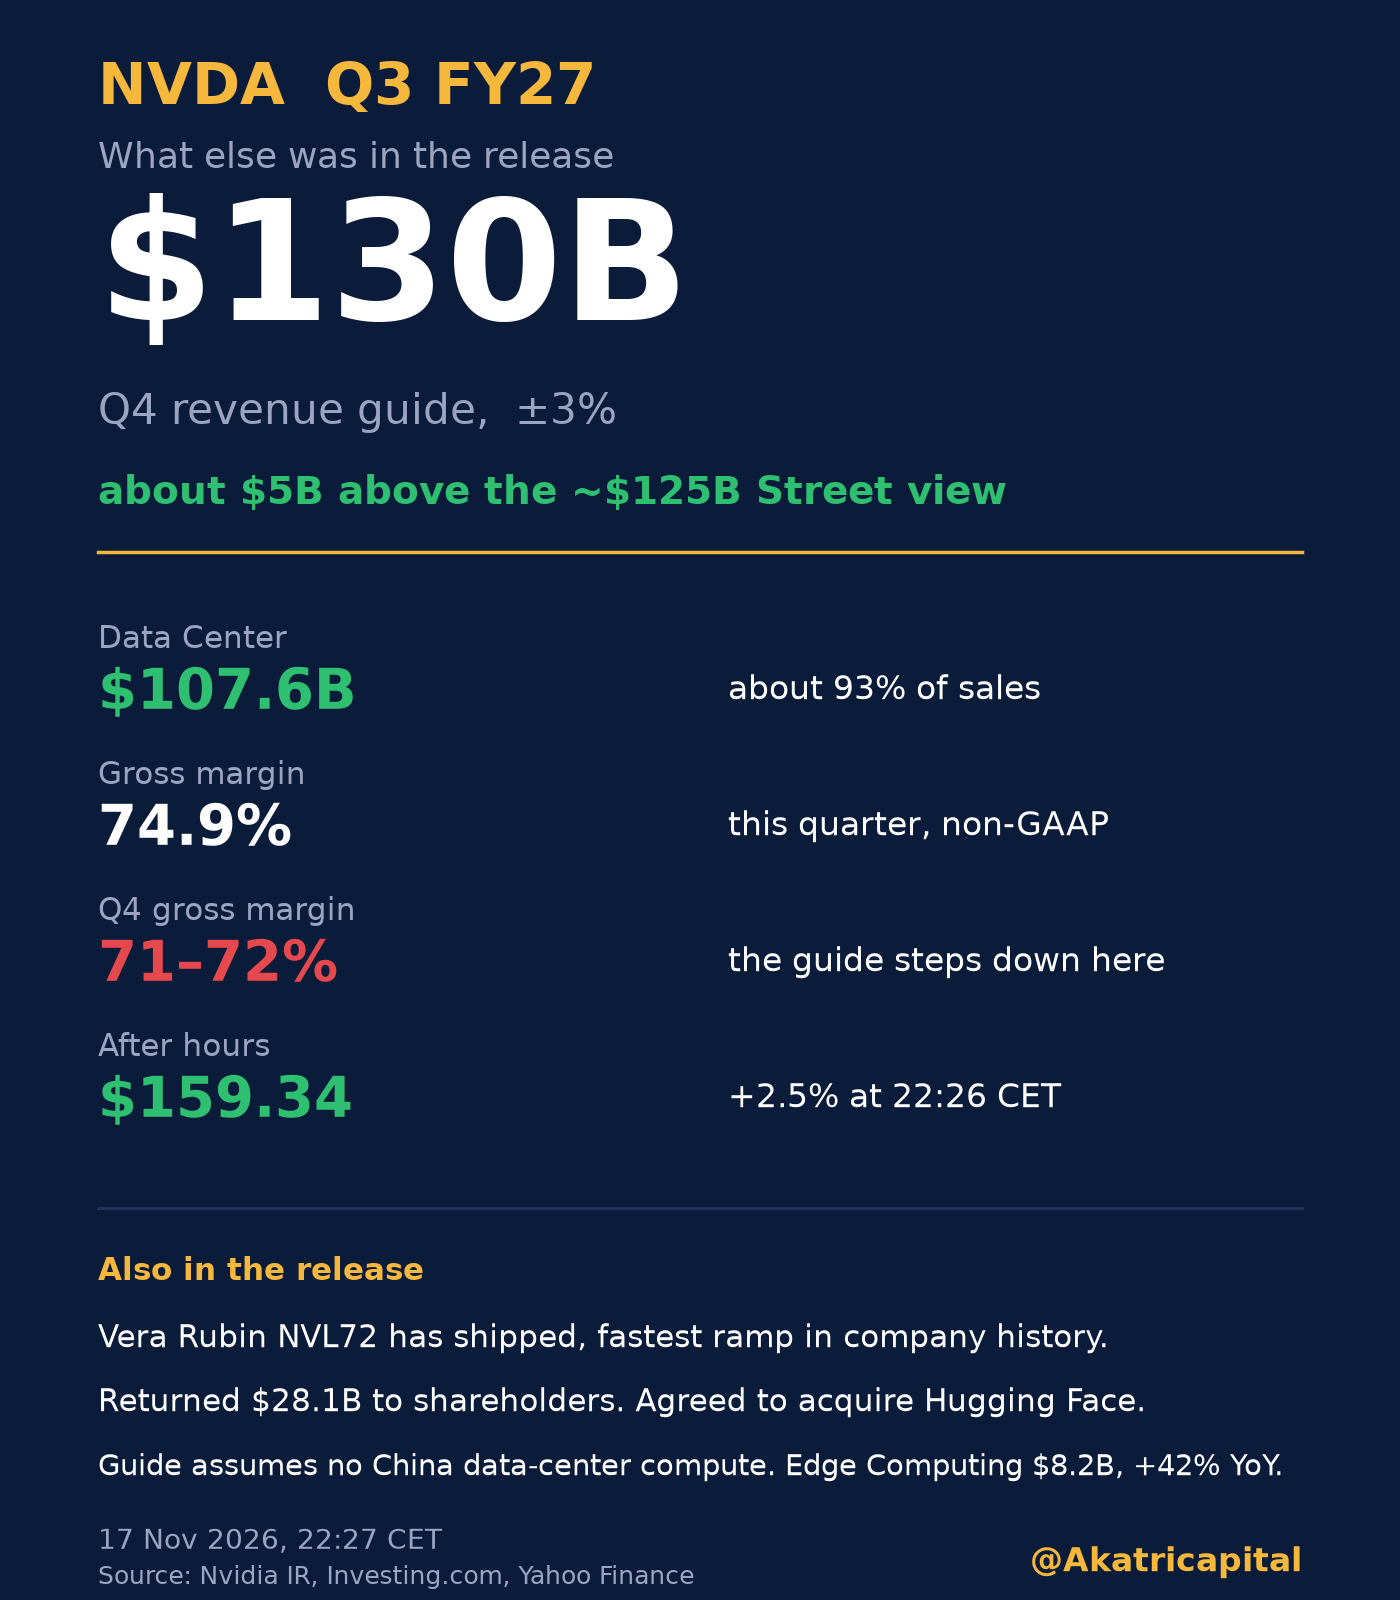 NVDA  Q3 FY27
What else was in the release
$130B
Q4 revenue guide,  ±3%
about $5B above the ~$125B Street view
Data Center
$107.6B
about 93% of sales
Gross margin
74.9%
this quarter, non-GAAP
Q4 gross margin
71–72%
the guide steps down here
After hours
$159.34
+2.5% at 22:26 CET
Also in the release
Vera Rubin NVL72 has shipped, fastest ramp in company history.
Returned $28.1B to shareholders. Agreed to acquire Hugging Face.
Guide assumes no China data-center compute. Edge Computing $8.2B, +42% YoY.
17 Nov 2026, 22:27 CET
Source: Nvidia IR, Investing.com, Yahoo Finance
@Akatricapital